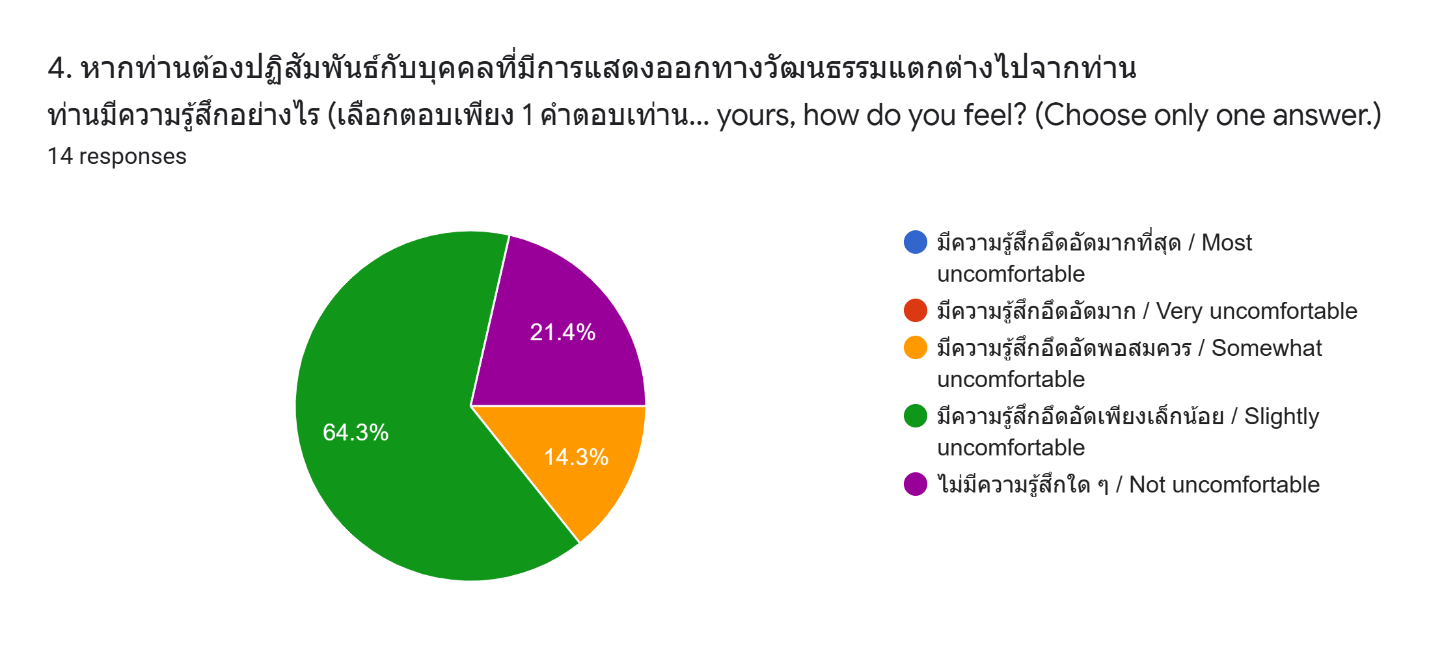 4. หากท่านต้องปฏิสัมพันธ์กับบุคคลที่มีการแสดงออกทางวัฒนธรรมแตกต่างไปจากท่าน
ท่านมีความรู้สึกอย่างไร (เลือกตอบเพียง 1 คำตอบเท่าน... yours, how do you feel? (Choose only one answer.)
14 responses
21.4%
64.3%
14.3%
มีความรู้สึกอึดอัดมากที่สุด / Most
uncomfortable
มีความรู้สึกอึดอัดมาก / Very uncomfortable
มีความรู้สึกอึดอัดพอสมควร / Somewhat
uncomfortable
มีความรู้สึกอึดอัดเพียงเล็กน้อย / Slightly
uncomfortable
ไม่มีความรู้สึกใด ๆ / Not uncomfortable